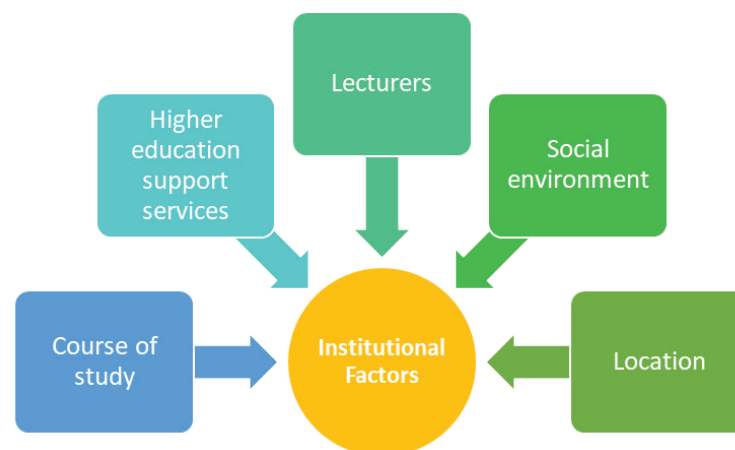 Lecturers
Higher
education
support
services
Social
environment
Course of
study
Institutional
Factors
Location